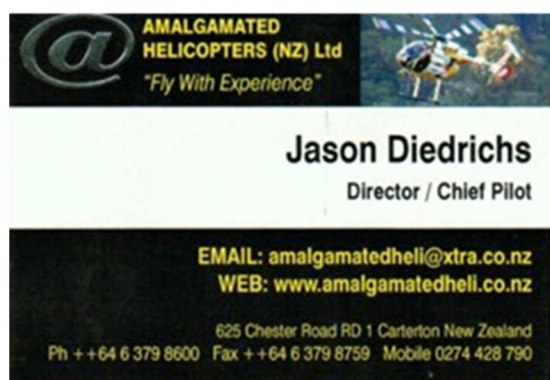 AMALGAMATED
HELICOPTERS (NZ) Ltd
"Fly With Experience"
Jason Diedrichs
Director / Chief Pilot
EMAIL: amalgamatedheli@xtra.co.nz
WEB: www.amalgamatedheli.co.nz
625 Chester Road RD 1 Carterton New Zealand
Ph ++64 6 379 8600 Fax ++64 6 379 8759 Mobile 0274 428 790